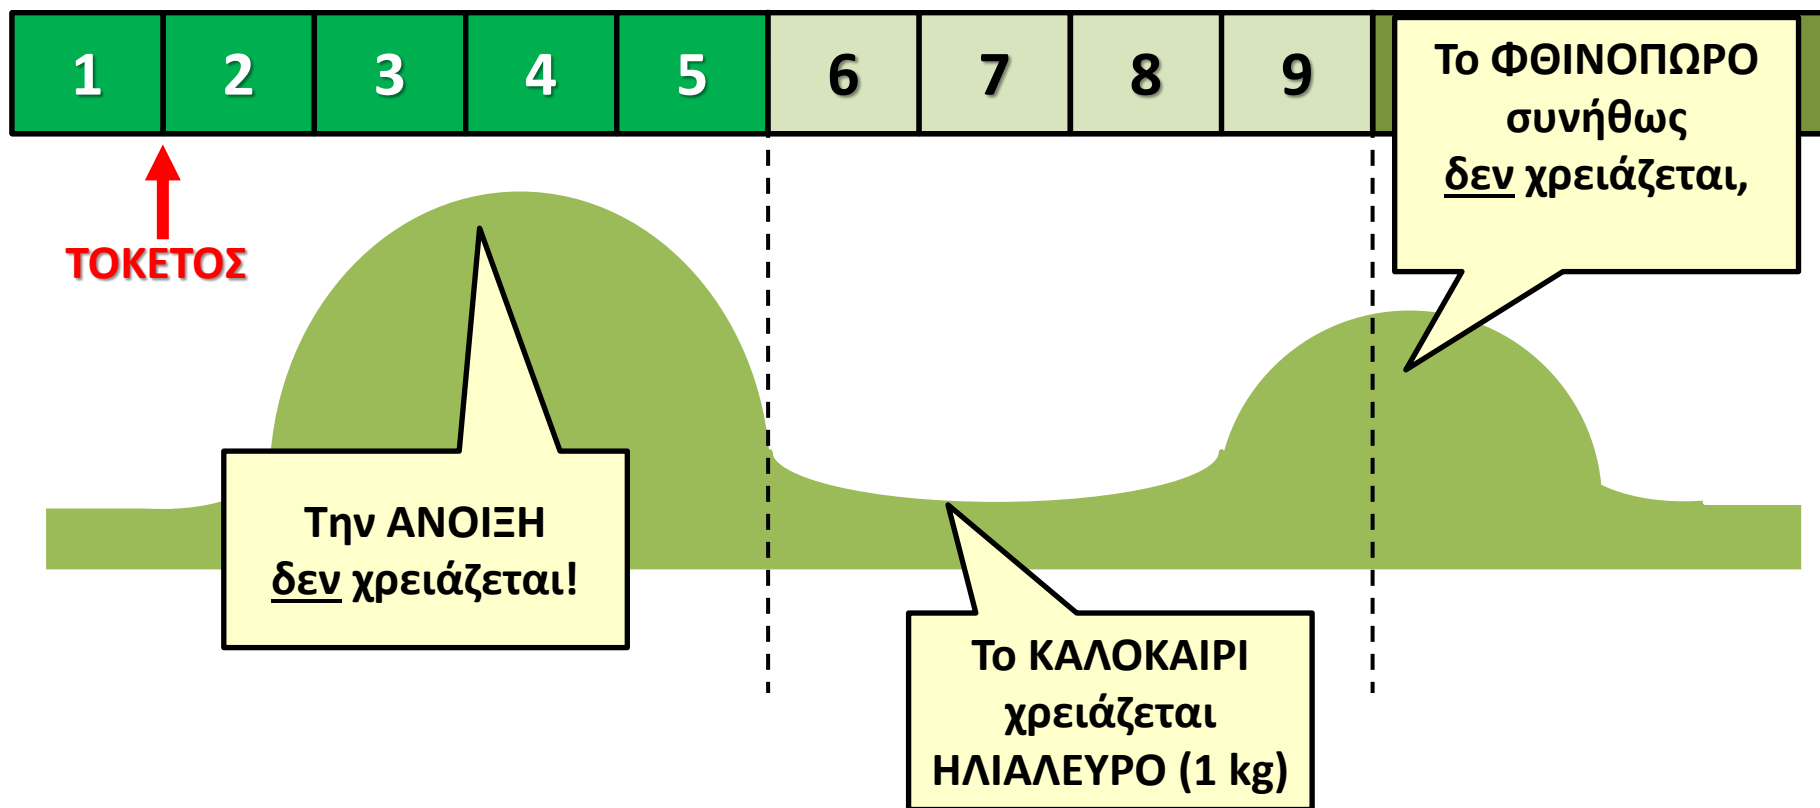 1 2 3 4 5 6 7 8 9
Το ΦΘΙΝΟΠΩΡΟ
συνήθως
δεν χρειάζεται,
ΤΟΚΕΤΟΣ
Την ΑΝΟΙΞΗ
δεν χρειάζεται!
Το ΚΑΛΟΚΑΙΡΙ
χρειάζεται
ΗΛΙΑΛΕΥΡΟ (1 kg)